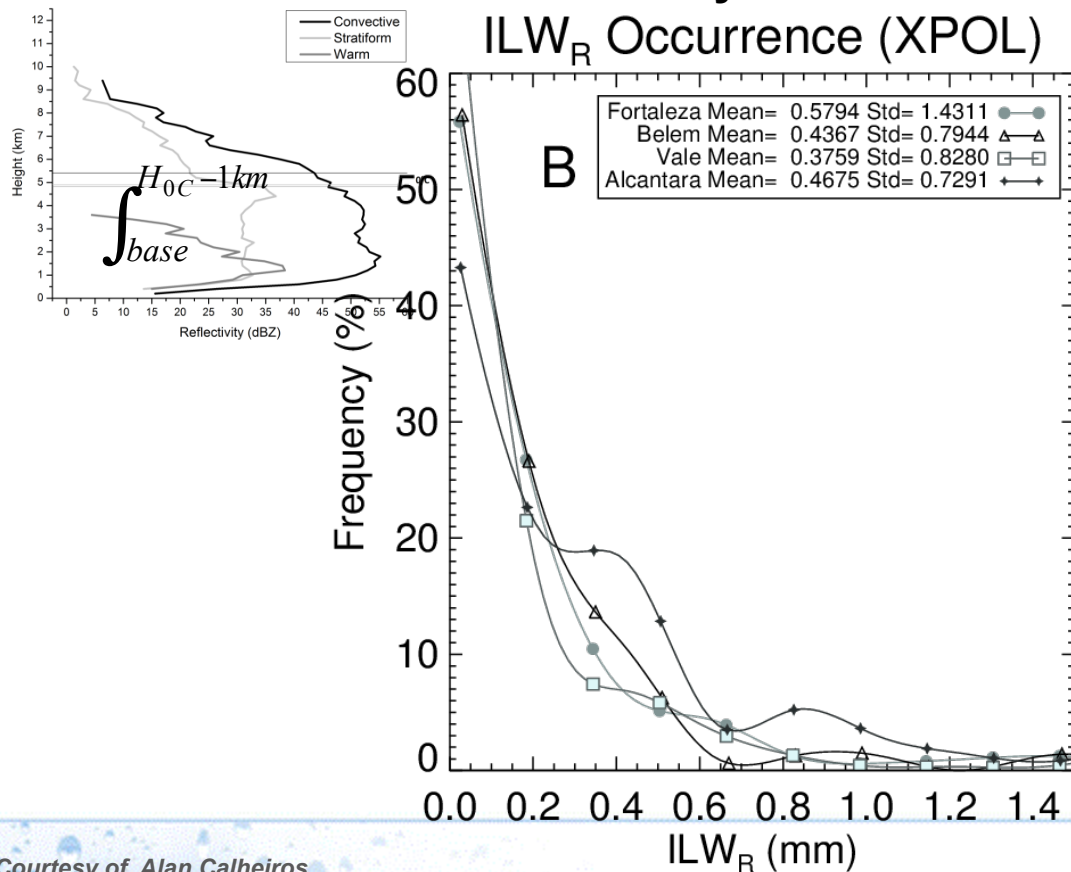 ILWR Occurrence (XPOL)
12
11
10
9
8
7
6
5
4
3
2
1
0
Height (km)
Convective
Stratiform
Warm
∫base H0C −1km
0 5 10 15 20 25 30 35 40 45 50 55
Reflectivity (dBZ)
B
Fortaleza Mean= 0.5794 Std= 1.4311
Belem Mean= 0.4367 Std= 0.7944
Vale Mean= 0.3759 Std= 0.8280
Alcantara Mean= 0.4675 Std= 0.7291
60
50
40
30
20
10
0
Frequency (%)
0.0 0.2 0.4 0.6 0.8 1.0 1.2 1.4
ILWR (mm)
Courtesy of Alan Calheiros